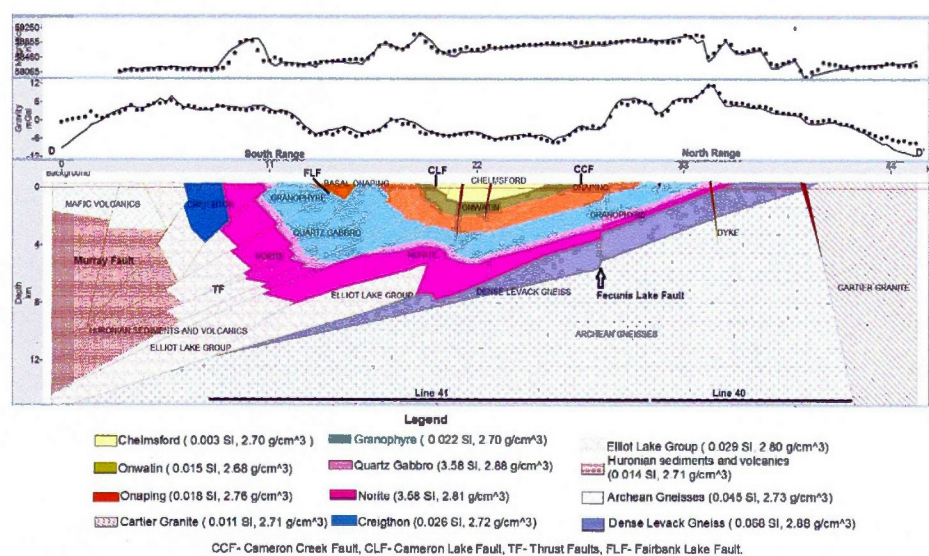 59250
58855
58460
58065
12
6
-6
-12
Gravity
mGal
D
D'
0
11
22
33
44
South Range
North Range
Background
FLF
CLF
CCF
BASAL ONAPING
CHELMSFORD
ONAPING
ONWATIN
GRANOPHYRE
GRANOPHYRE
MAFIC VOLCANICS
QUARTZ GABBRO
NORITE
NORITE
DYKE
Murray Fault
TF
ELLIOT LAKE GROUP
DENSE LEVACK GNEISS
Fecunis Lake Fault
CARTIER GRANITE
HURONIAN SEDIMENTS AND VOLCANICS
ARCHEAN GNEISSES
ELLIOT LAKE GROUP
Depth
km
0
4
8
12
Line 41
Line 40
Legend
Chelmsford ( 0.003 SI, 2.70 g/cm^3 )
Granophyre ( 0.022 SI, 2.70 g/cm^3)
Elliot Lake Group ( 0.029 SI, 2.80 g/cm^3)
Onwatin ( 0.015 SI, 2.68 g/cm^3)
Quartz Gabbro (3.58 SI, 2.88 g/cm^3)
Huronian sediments and volcanics
(0.014 SI, 2.71 g/cm^3)
Onaping (0.018 SI, 2.76 g/cm^3)
Norite (3.58 SI, 2.81 g/cm^3)
Archean Gneisses (0.045 SI, 2.73 g/cm^3)
Cartier Granite ( 0.011 SI, 2.71 g/cm^3)
Creigthon (0.026 SI, 2.72 g/cm^3)
Dense Levack Gneiss (0.068 SI, 2.88 g/cm^3)
CCF- Cameron Creek Fault, CLF- Cameron Lake Fault, TF- Thrust Faults, FLF- Fairbank Lake Fault.